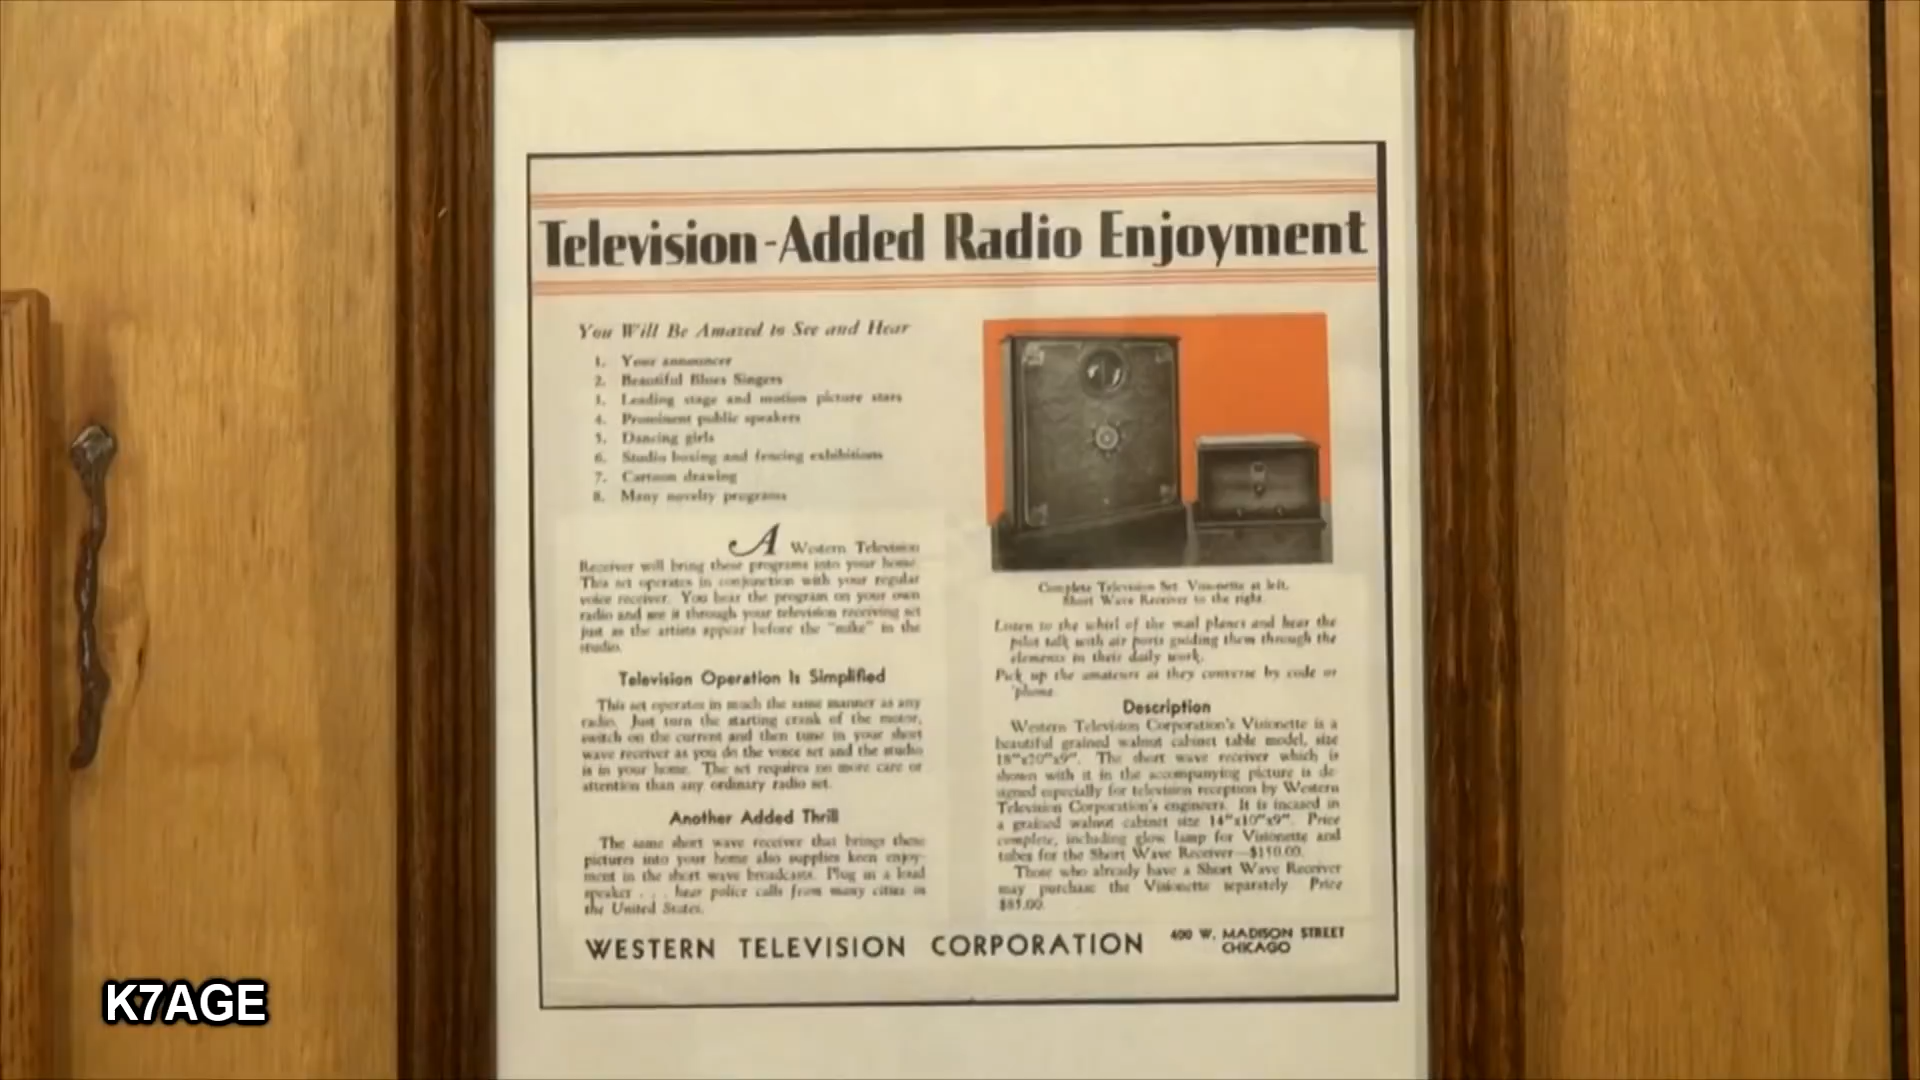 Television-Added Radio Enjoyment
You Will Be Amazed to See and Hear
1. Your announcer
2. Beautiful Blues Singers
3. Leading stage and motion picture stars
4. Prominent public speakers
5. Dancing girls
6. Studio boxing and fencing exhibitions
7. Cartoon drawing
8. Many novelty programs
A Western Television
Receiver will bring these programs into your home.
This set operates in conjunction with your regular
voice receiver. You hear the program on your own
radio and see it through your television receiving set
just as the artists appear before the "mike" in the
studio.
Television Operation Is Simplified
This set operates in much the same manner as any
radio. Just turn the starting crank of the motor,
switch on the current and then tune in your short
wave receiver as you do the voice set and the studio
is in your home. The set requires no more care or
attention than any ordinary radio set.
Another Added Thrill
The same short wave receiver that brings these
pictures into your home also supplies keen enjoy-
ment in the short wave broadcasts. Plug in a loud
speaker . . . hear police calls from many cities in
the United States.
Complete Television Set. Visionette at left,
Short Wave Receiver to the right.
Listen to the whirl of the mail planes and hear the
pilot talk with air ports guiding them through the
elements in their daily work.
Pick up the amateurs as they converse by code or
'phone.
Description
Western Television Corporation's Visionette is a
beautiful grained walnut cabinet table model, size
18"x20"x9". The short wave receiver which is
shown with it in the accompanying picture is de-
signed especially for television reception by Western
Television Corporation's engineers. It is incased in
a grained walnut cabinet size 14"x10"x9". Price
complete, including glow lamp for Visionette and
tubes for the Short Wave Receiver—$150.00.
Those who already have a Short Wave Receiver
may purchase the Visionette separately. Price
$85.00.
WESTERN TELEVISION CORPORATION
400 W. MADISON STREET
CHICAGO
K7AGE